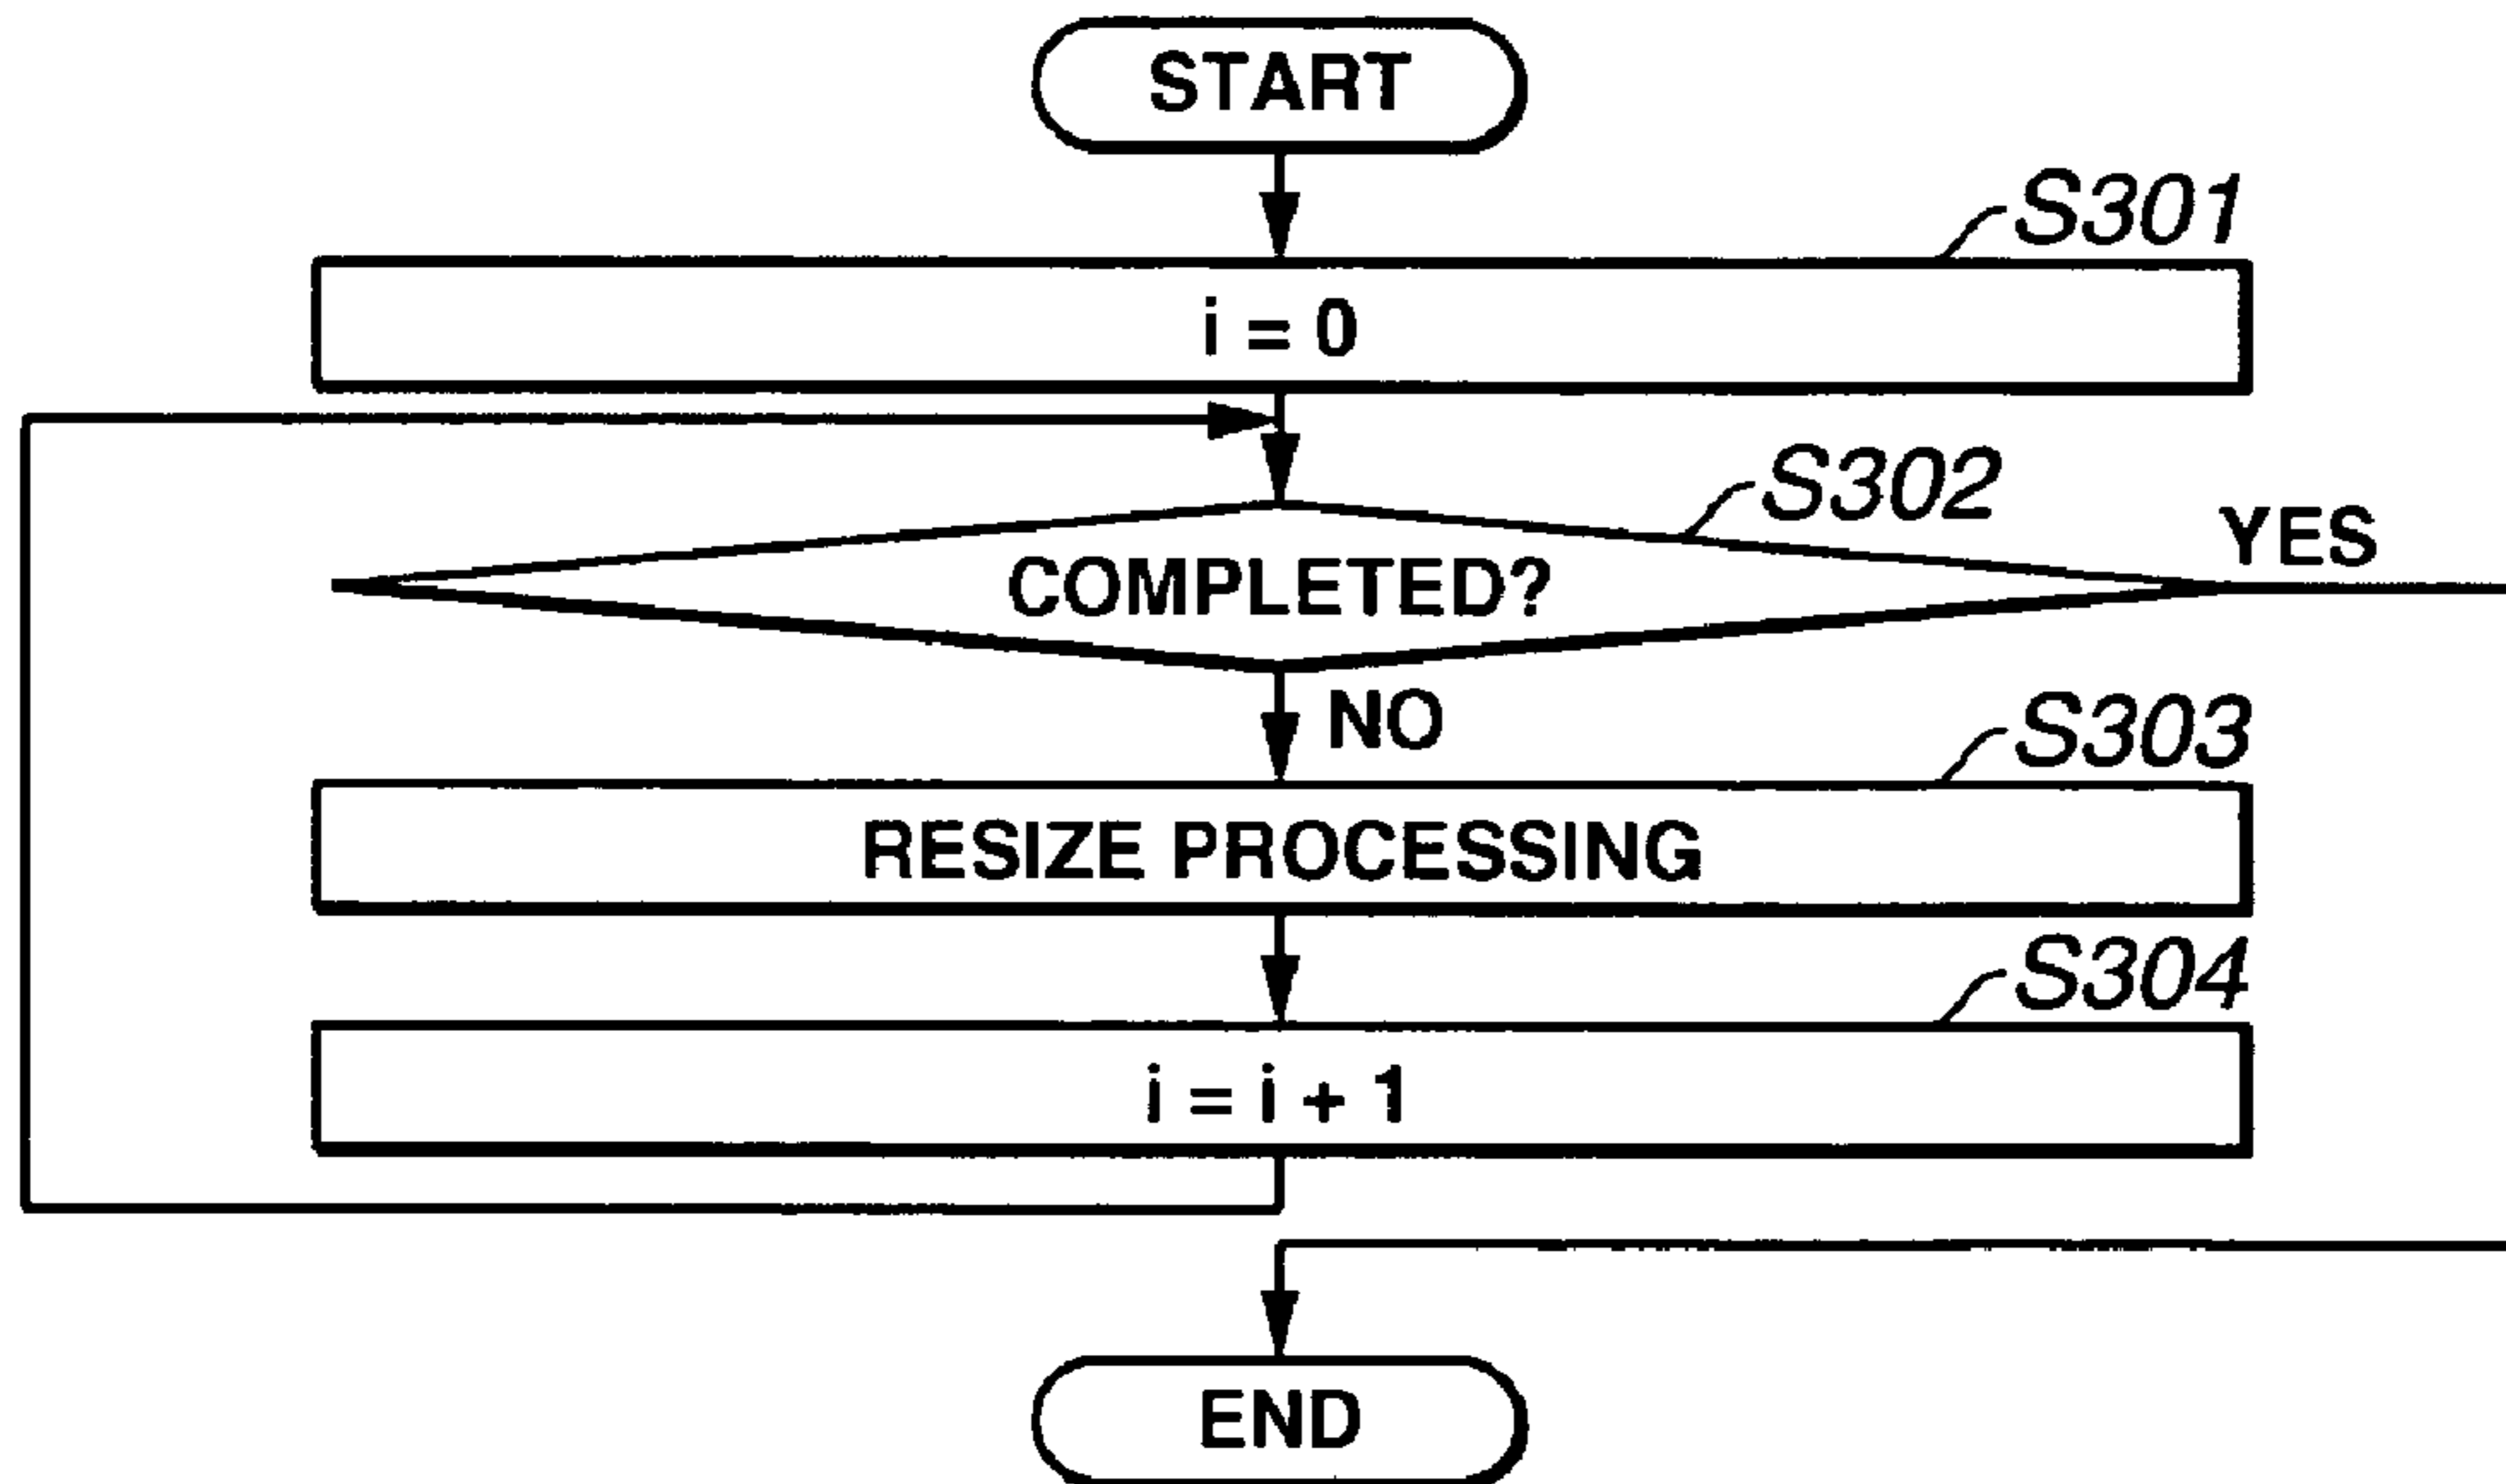 START
S301
i = 0
S302
YES
COMPLETED?
NO
S303
RESIZE PROCESSING
S304
i = i + 1
END